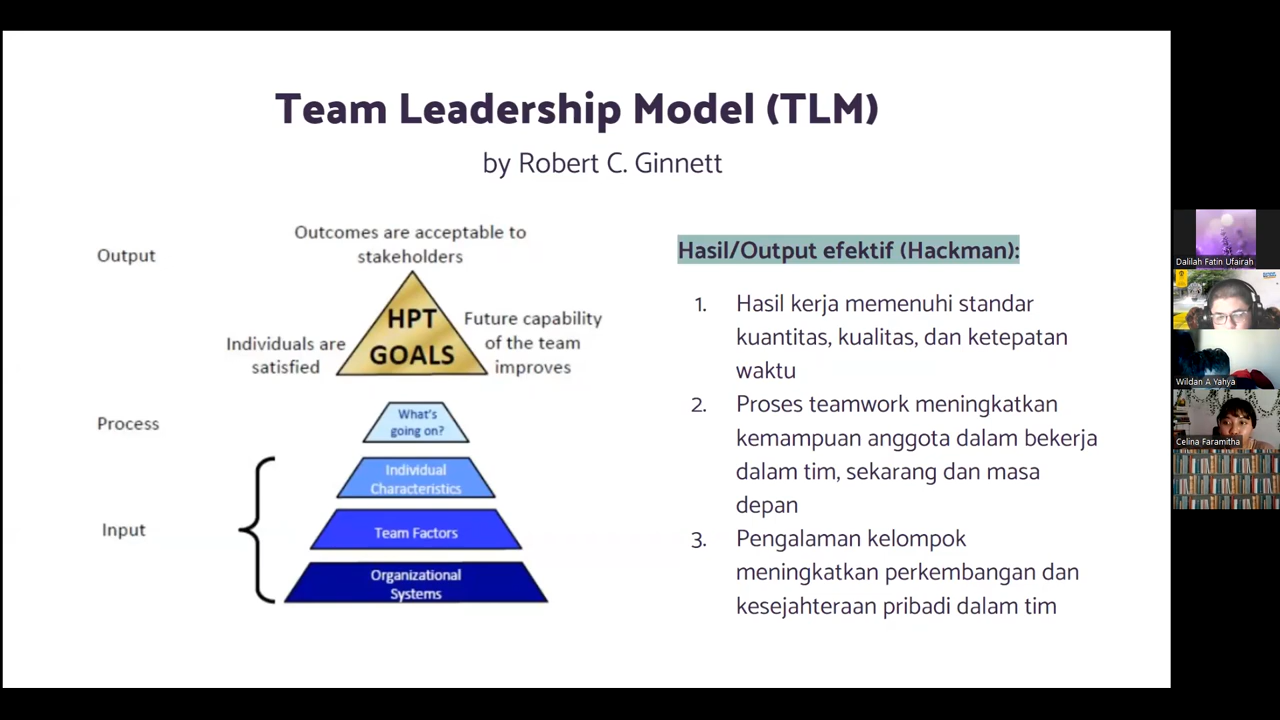 Team Leadership Model (TLM)
by Robert C. Ginnett
Output
Outcomes are acceptable to
stakeholders
HPT
GOALS
Individuals are
satisfied
Future capability
of the team
improves
Process
What's
going on?
Input
Individual
Characteristics
Team Factors
Organizational
Systems
Hasil/Output efektif (Hackman):
1. Hasil kerja memenuhi standar
kuantitas, kualitas, dan ketepatan
waktu
2. Proses teamwork meningkatkan
kemampuan anggota dalam bekerja
dalam tim, sekarang dan masa
depan
3. Pengalaman kelompok
meningkatkan perkembangan dan
kesejahteraan pribadi dalam tim
Dalilah Fatin Ufairah
Wildan A Yahya
Celina Faramitha